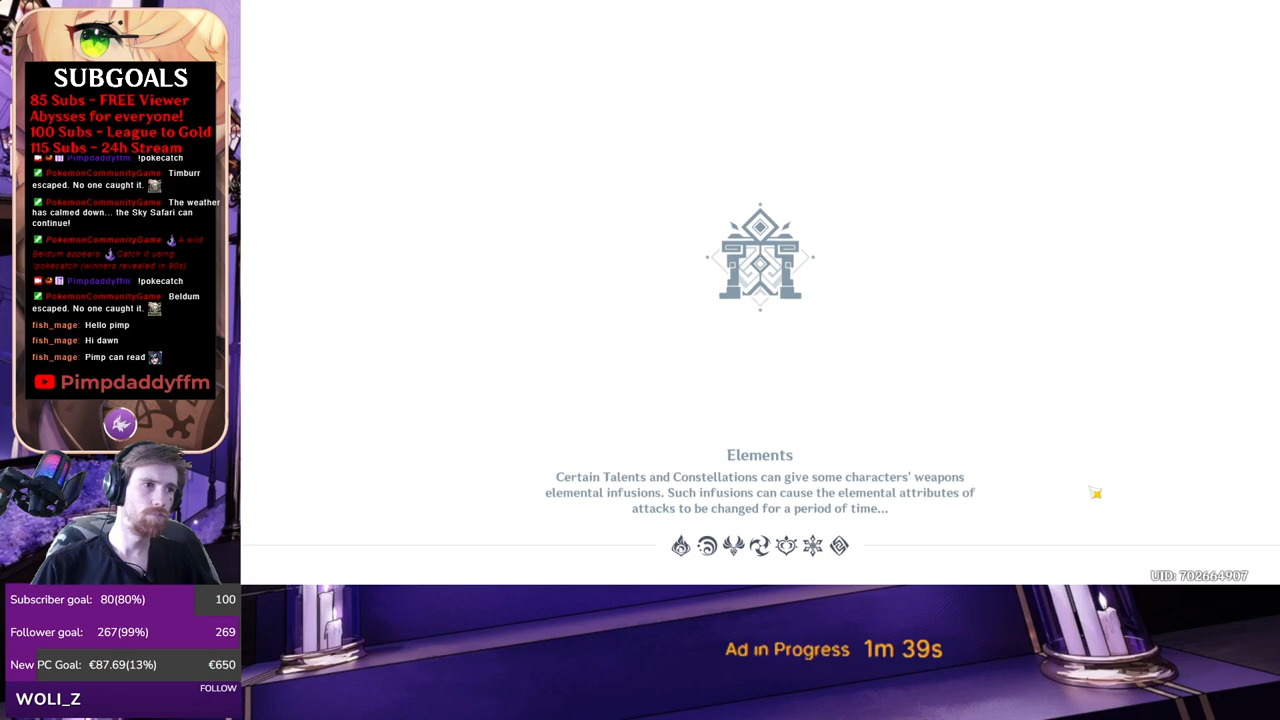 SUBGOALS
85 Subs - FREE Viewer
Abysses for everyone!
100 Subs - League to Gold
115 Subs - 24h Stream
Pimpdaddyffm: !pokecatch
PokemonCommunityGame: Timburr
escaped. No one caught it.
PokemonCommunityGame: The weather
has calmed down... the Sky Safari can
continue!
PokemonCommunityGame A wild
Beldum appears Catch it using
!pokecatch (winners revealed in 90s)
Pimpdaddyffm: !pokecatch
PokemonCommunityGame: Beldum
escaped. No one caught it.
fish_mage: Hello pimp
fish_mage: Hi dawn
fish_mage: Pimp can read
Pimpdaddyffm
Subscriber goal: 80(80%) 100
Follower goal: 267(99%) 269
New PC Goal: €87.69(13%) €650
WOLI_Z
FOLLOW
Elements
Certain Talents and Constellations can give some characters' weapons
elemental infusions. Such infusions can cause the elemental attributes of
attacks to be changed for a period of time...
UID: 702664907
Ad in Progress 1m 39s